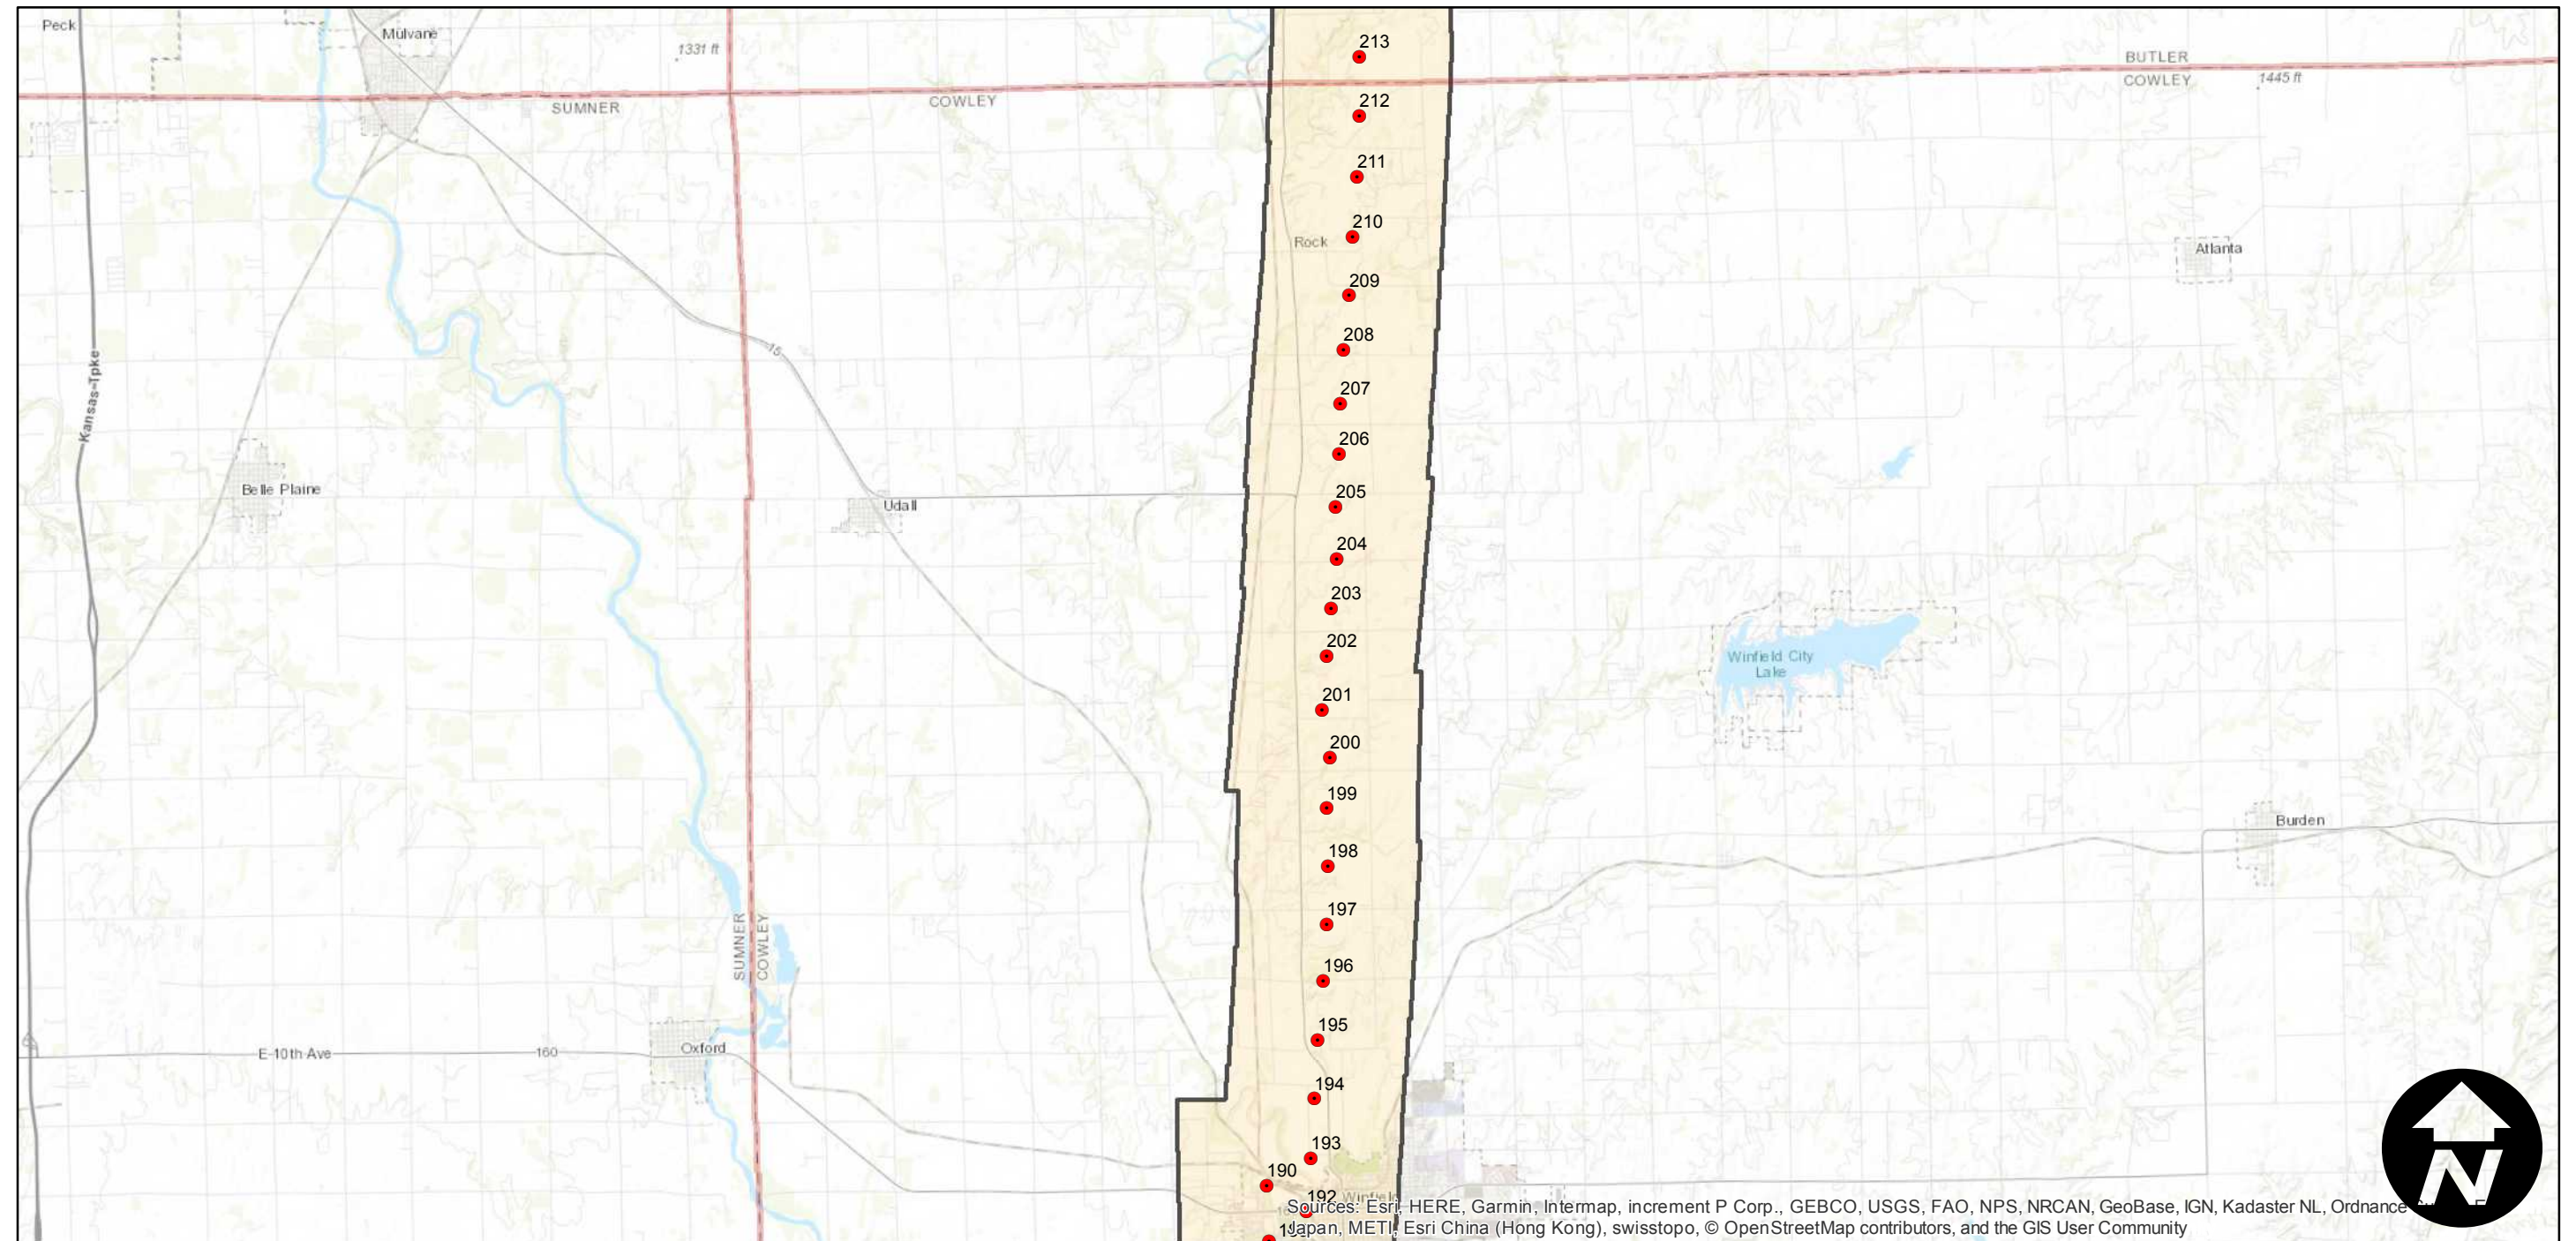 Peck
Mulvane
1331 ft
213
BUTLER
COWLEY
1445 ft
SUMNER
COWLEY
212
211
210
Rock
Atlanta
209
208
15
207
Kansas Tpke
206
Belle Plaine
205
Udall
204
203
202
Winfield City
Lake
201
200
199
Burden
198
197
SUMNER
COWLEY
196
195
E 10th Ave
160
Oxford
194
193
190
192
Winfield
N
Sources: Esri, HERE, Garmin, Intermap, increment P Corp., GEBCO, USGS, FAO, NPS, NRCAN, GeoBase, IGN, Kadaster NL, Ordnance
Japan, METI, Esri China (Hong Kong), swisstopo, © OpenStreetMap contributors, and the GIS User Community